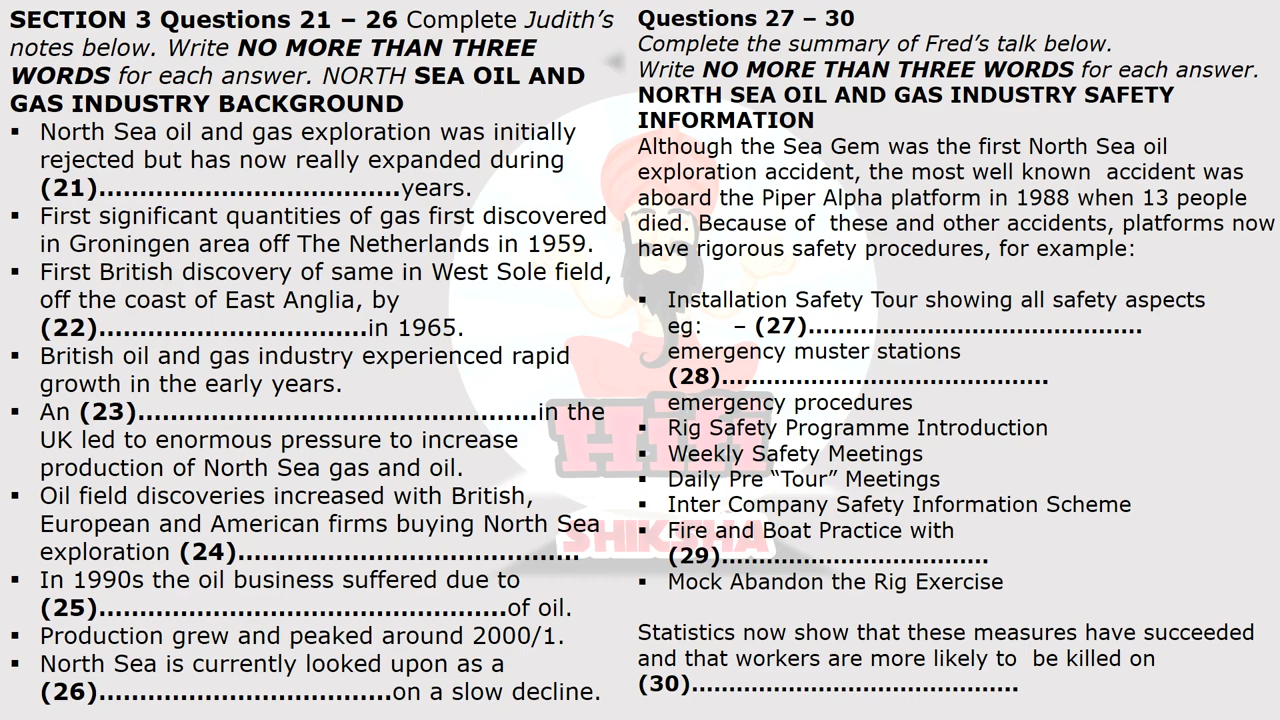 SECTION 3 Questions 21 – 26 Complete Judith's
notes below. Write NO MORE THAN THREE
WORDS for each answer. NORTH SEA OIL AND
GAS INDUSTRY BACKGROUND
▪ North Sea oil and gas exploration was initially
rejected but has now really expanded during
(21).....................................years.
▪ First significant quantities of gas first discovered
in Groningen area off The Netherlands in 1959.
▪ First British discovery of same in West Sole field,
off the coast of East Anglia, by
(22).................................in 1965.
▪ British oil and gas industry experienced rapid
growth in the early years.
▪ An (23).................................................in the
UK led to enormous pressure to increase
production of North Sea gas and oil.
▪ Oil field discoveries increased with British,
European and American firms buying North Sea
exploration (24)..........................................
▪ In 1990s the oil business suffered due to
(25)..................................................of oil.
▪ Production grew and peaked around 2000/1.
▪ North Sea is currently looked upon as a
(26)....................................on a slow decline.
Questions 27 – 30
Complete the summary of Fred's talk below.
Write NO MORE THAN THREE WORDS for each answer.
NORTH SEA OIL AND GAS INDUSTRY SAFETY
INFORMATION
Although the Sea Gem was the first North Sea oil
exploration accident, the most well known accident was
aboard the Piper Alpha platform in 1988 when 13 people
died. Because of these and other accidents, platforms now
have rigorous safety procedures, for example:
▪ Installation Safety Tour showing all safety aspects
eg: – (27).............................................
emergency muster stations
(28)............................................
emergency procedures
▪ Rig Safety Programme Introduction
▪ Weekly Safety Meetings
▪ Daily Pre "Tour" Meetings
▪ Inter Company Safety Information Scheme
▪ Fire and Boat Practice with
(29)....................................
▪ Mock Abandon the Rig Exercise
Statistics now show that these measures have succeeded
and that workers are more likely to be killed on
(30)............................................
Hifi
SHIKSHA